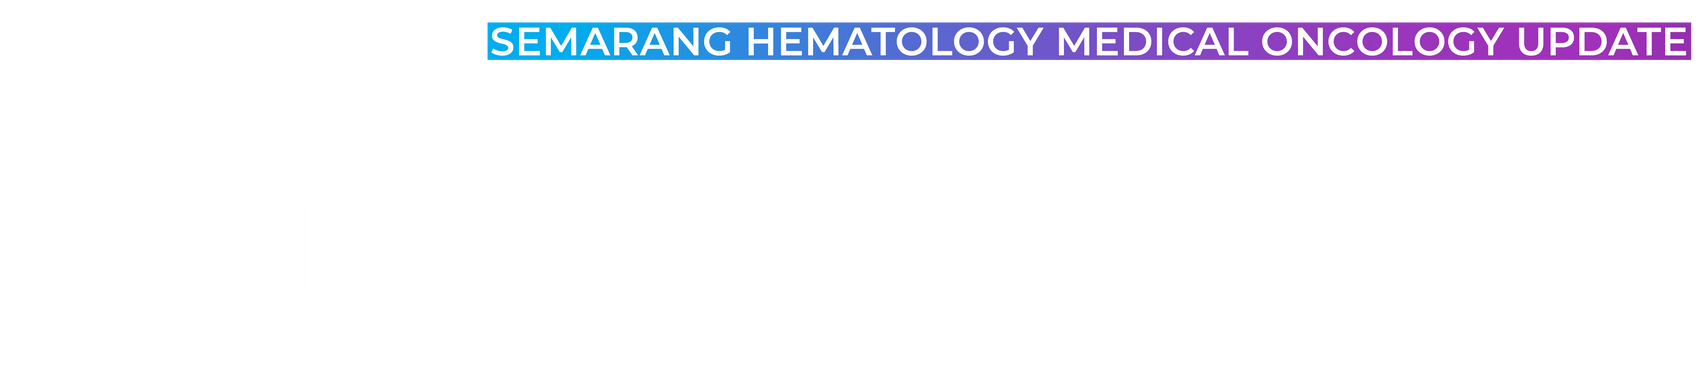 SEMARANG HEMATOLOGY MEDICAL ONCOLOGY UPDATE